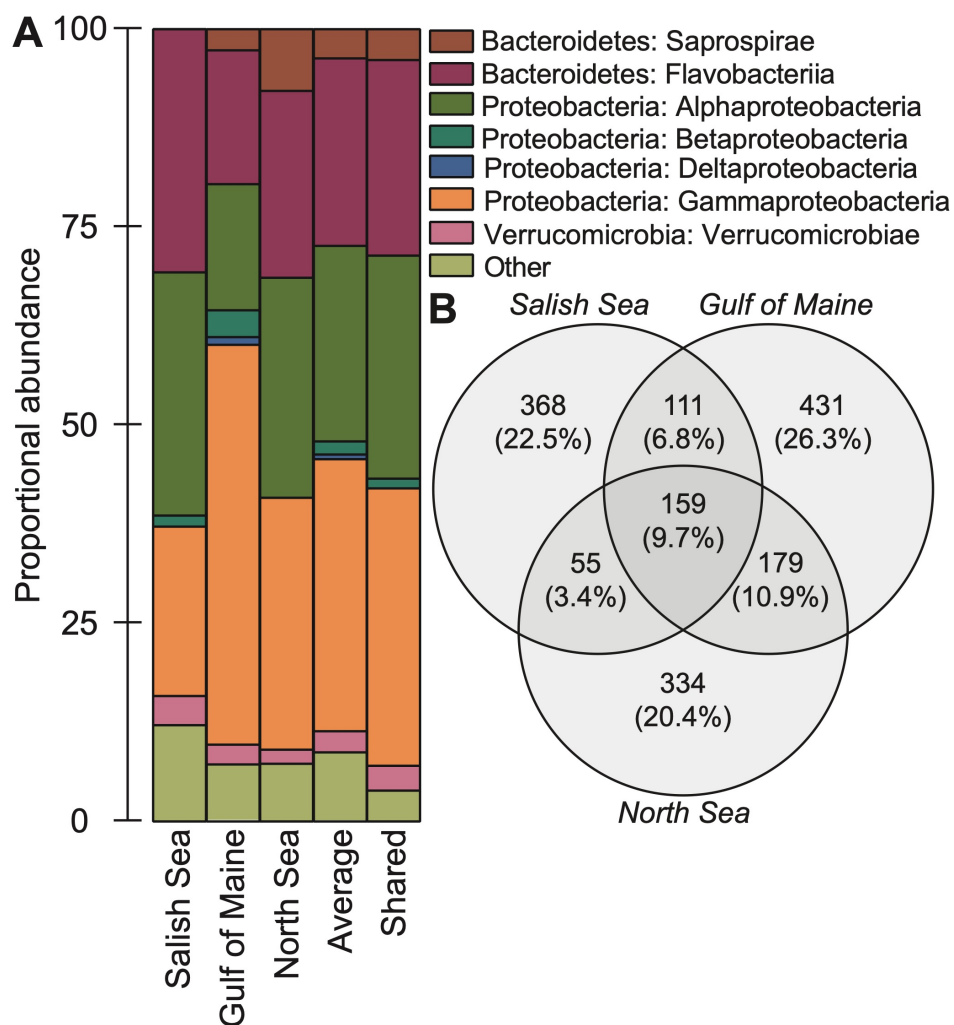 A
100
75
50
25
0
Proportional abundance
Salish Sea
Gulf of Maine
North Sea
Average
Shared
Bacteroidetes: Saprospirae
Bacteroidetes: Flavobacteriia
Proteobacteria: Alphaproteobacteria
Proteobacteria: Betaproteobacteria
Proteobacteria: Deltaproteobacteria
Proteobacteria: Gammaproteobacteria
Verrucomicrobia: Verrucomicrobiae
Other
B
Salish Sea
Gulf of Maine
368
(22.5%)
111
(6.8%)
431
(26.3%)
159
(9.7%)
55
(3.4%)
179
(10.9%)
334
(20.4%)
North Sea